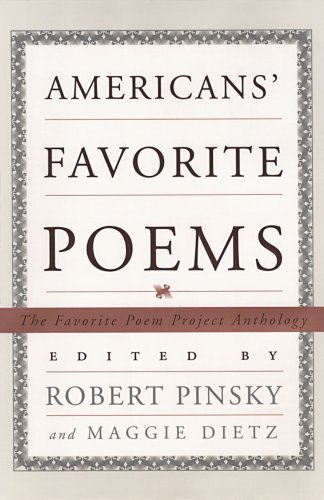 AMERICANS'
FAVORITE
POEMS
The Favorite Poem Project Anthology
EDITED BY
ROBERT PINSKY
and MAGGIE DIETZ